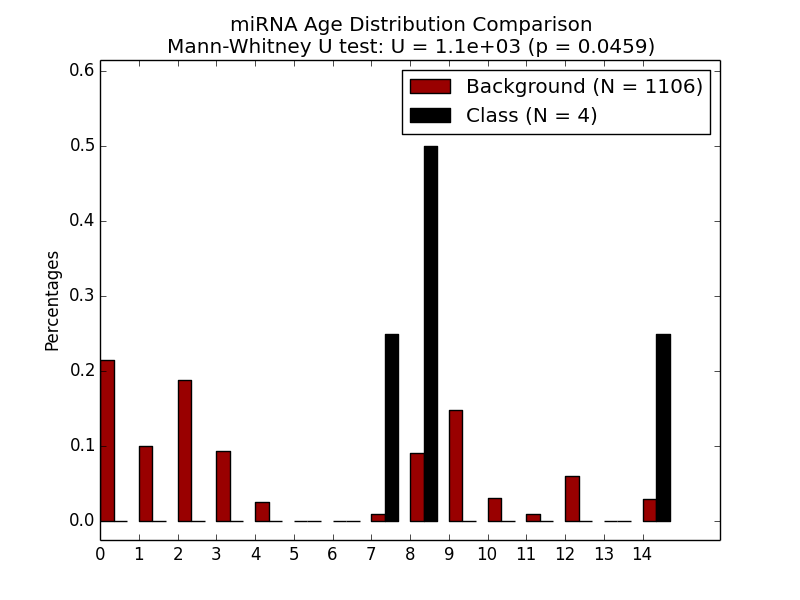 miRNA Age Distribution Comparison
Mann-Whitney U test: U = 1.1e+03 (p = 0.0459)
Background (N = 1106)
Class (N = 4)
Percentages
0.6
0.5
0.4
0.3
0.2
0.1
0.0
0 1 2 3 4 5 6 7 8 9 10 11 12 13 14